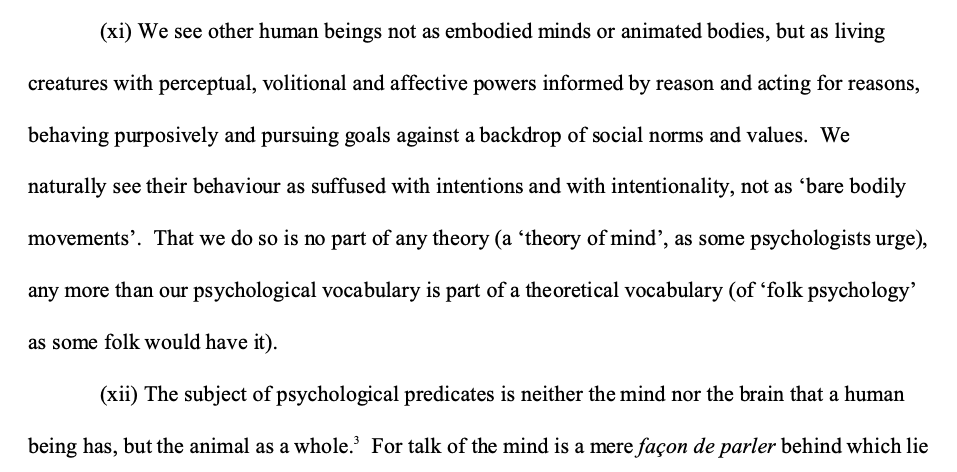 (xi) We see other human beings not as embodied minds or animated bodies, but as living
creatures with perceptual, volitional and affective powers informed by reason and acting for reasons,
behaving purposively and pursuing goals against a backdrop of social norms and values.  We
naturally see their behaviour as suffused with intentions and with intentionality, not as ‘bare bodily
movements’.  That we do so is no part of any theory (a ‘theory of mind’, as some psychologists urge),
any more than our psychological vocabulary is part of a theoretical vocabulary (of ‘folk psychology’
as some folk would have it).
(xii) The subject of psychological predicates is neither the mind nor the brain that a human
being has, but the animal as a whole.³  For talk of the mind is a mere façon de parler behind which lie